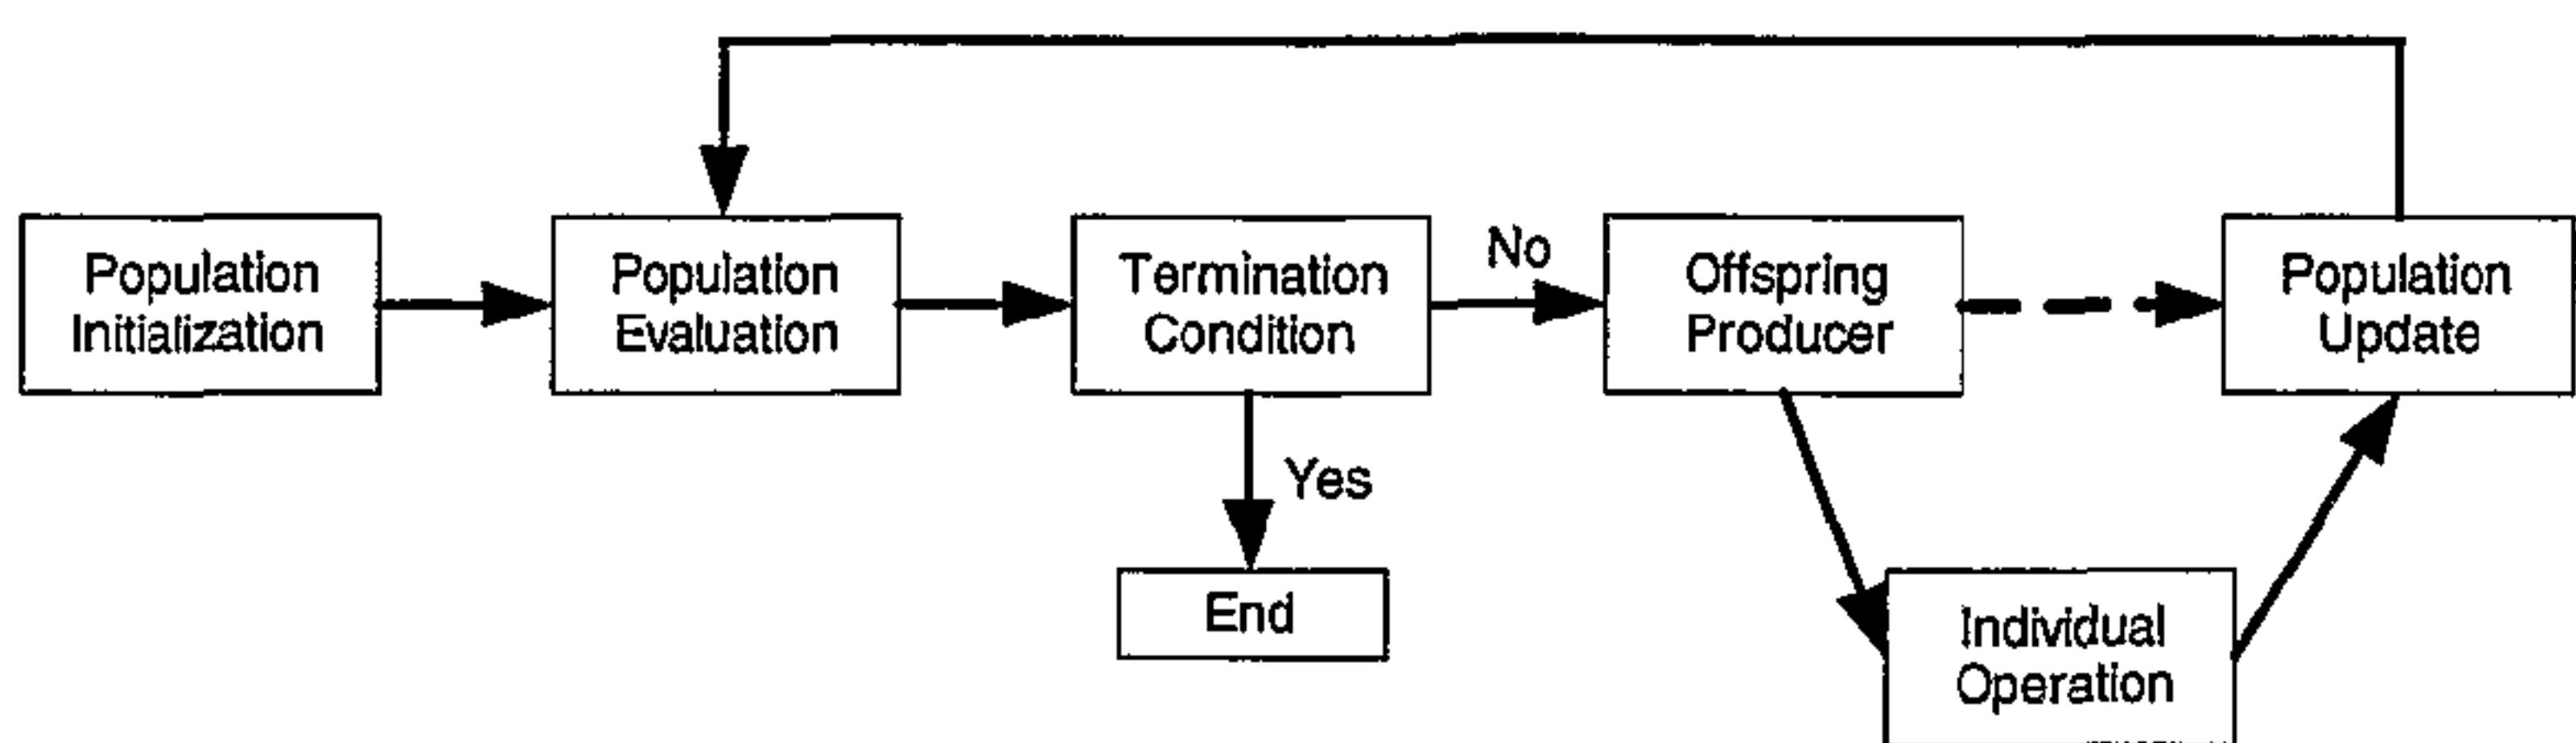 Population
Initialization
Population
Evaluation
Termination
Condition
No
Offspring
Producer
Population
Update
Yes
End
Individual
Operation